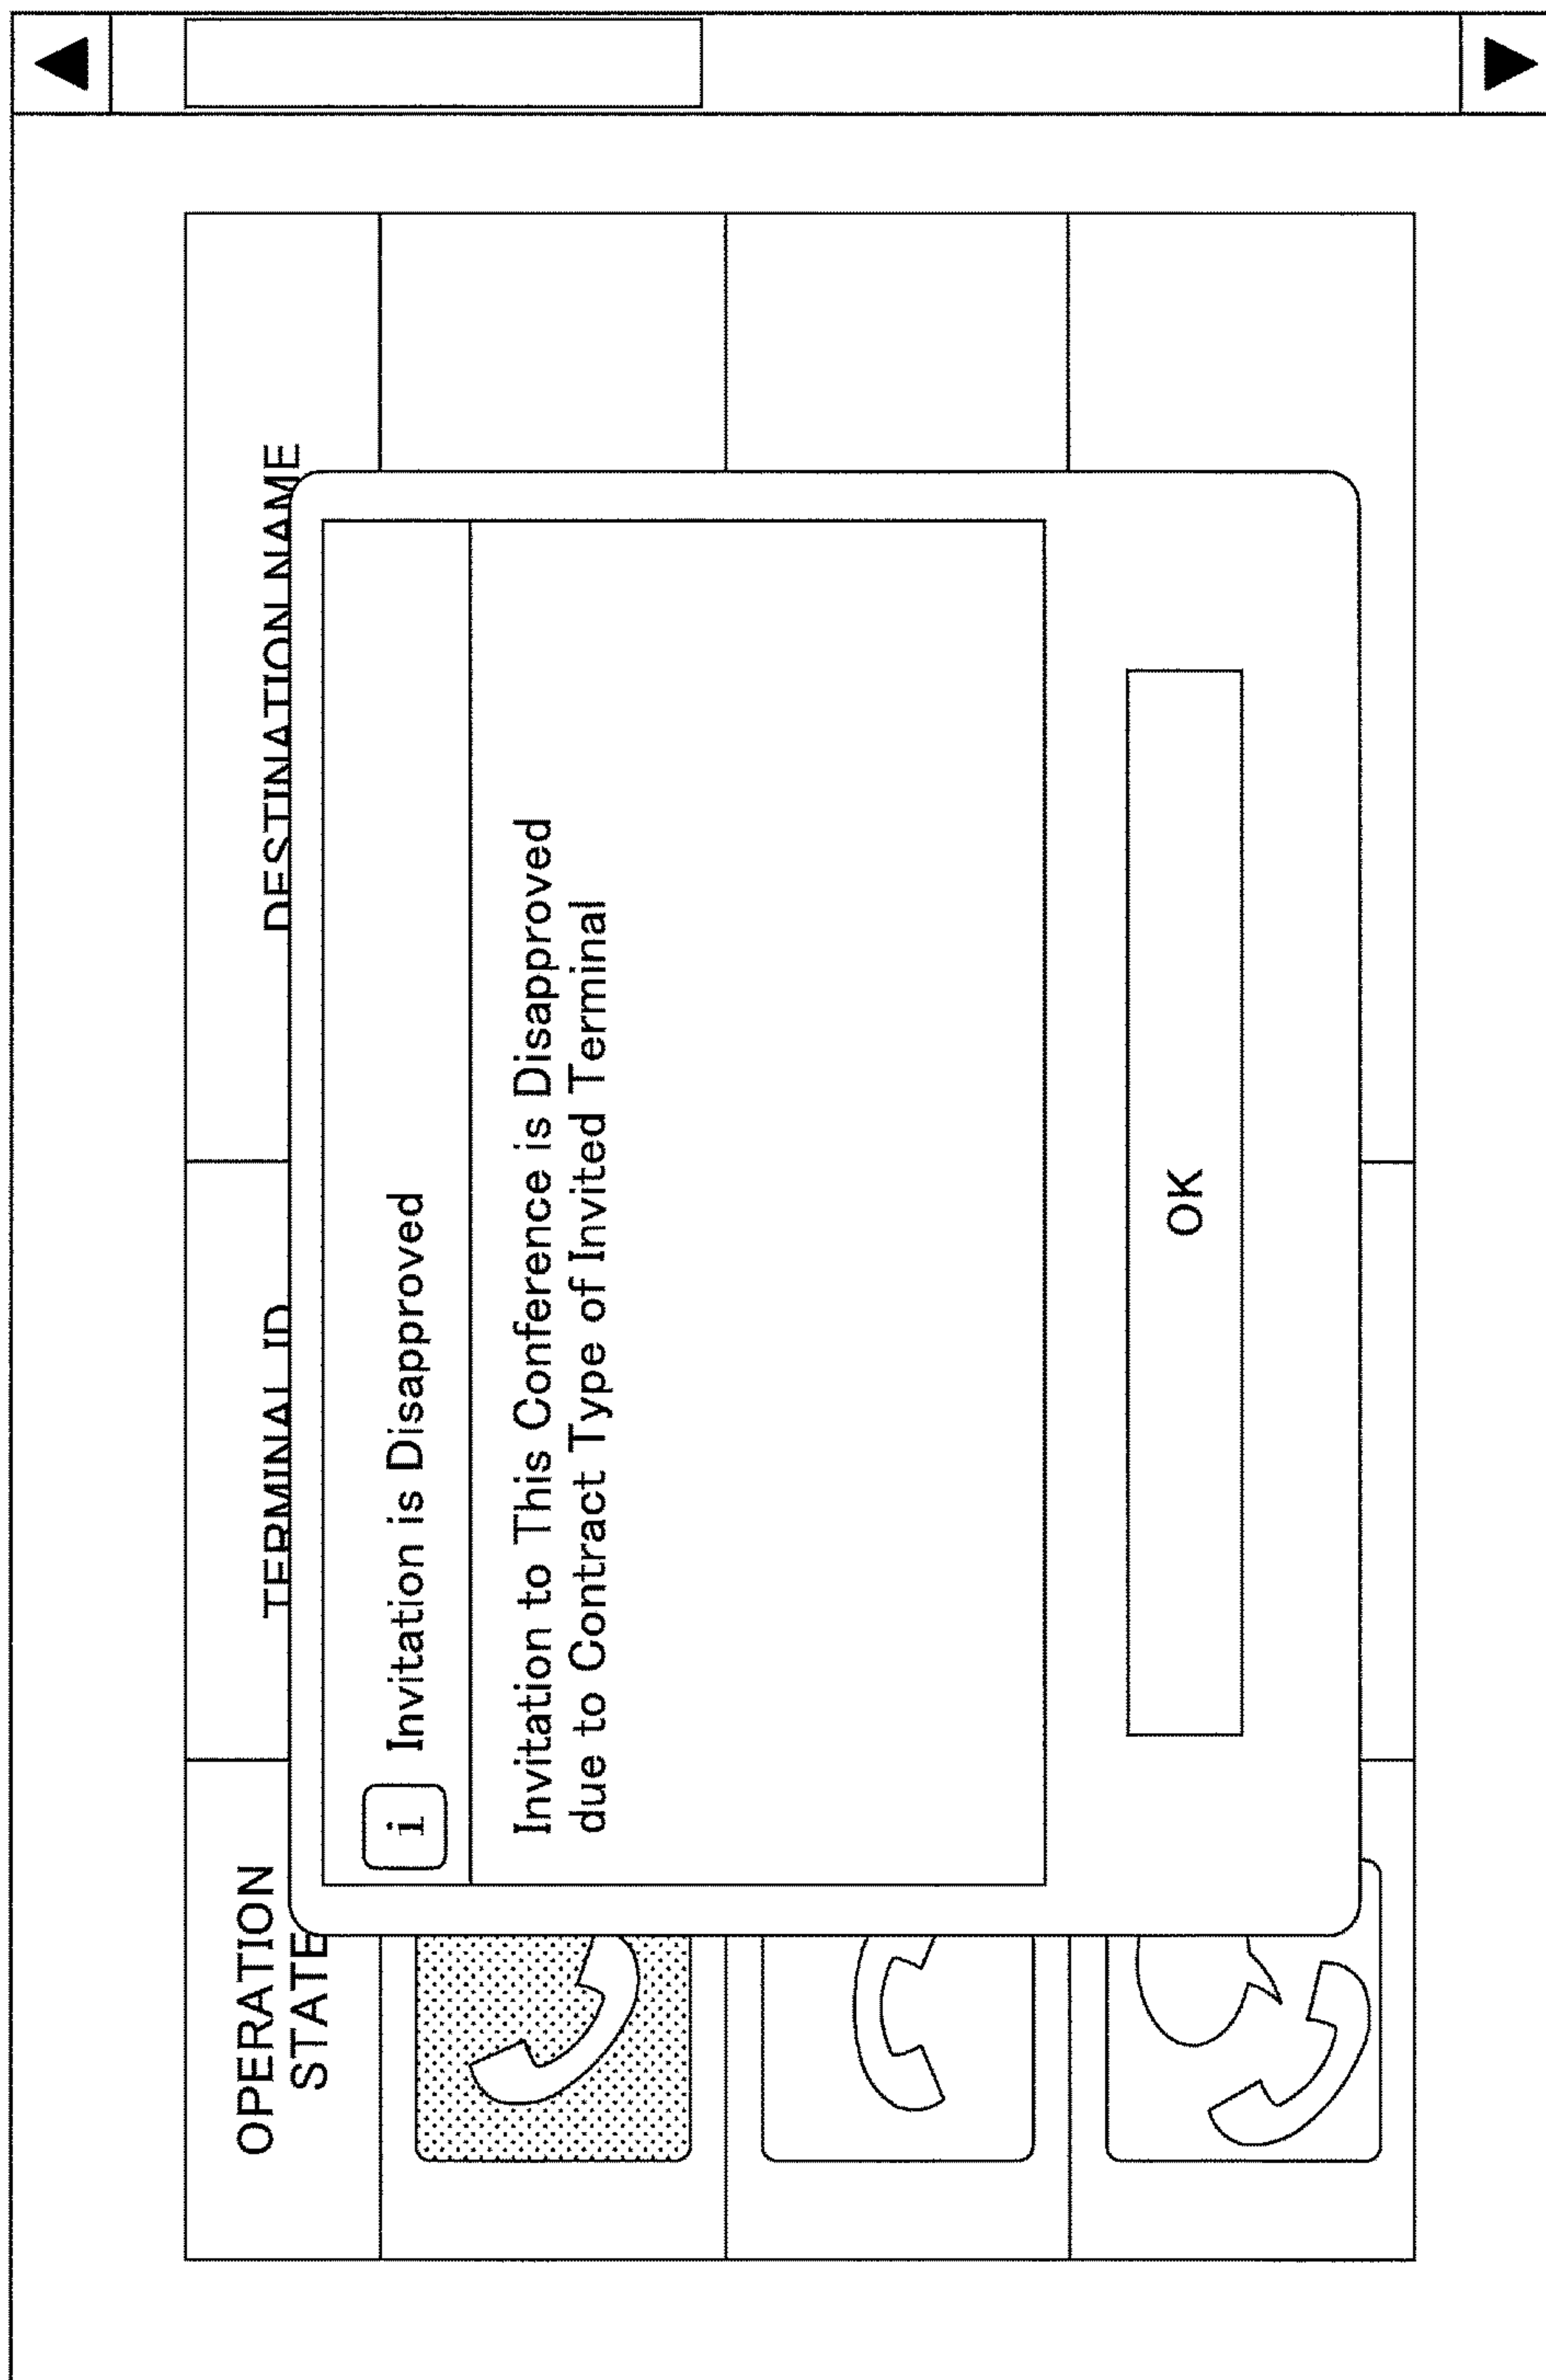 OPERATION
STATE
TERMINAL ID
DESTINATION NAME
i Invitation is Disapproved
Invitation to This Conference is Disapproved
due to Contract Type of Invited Terminal
OK